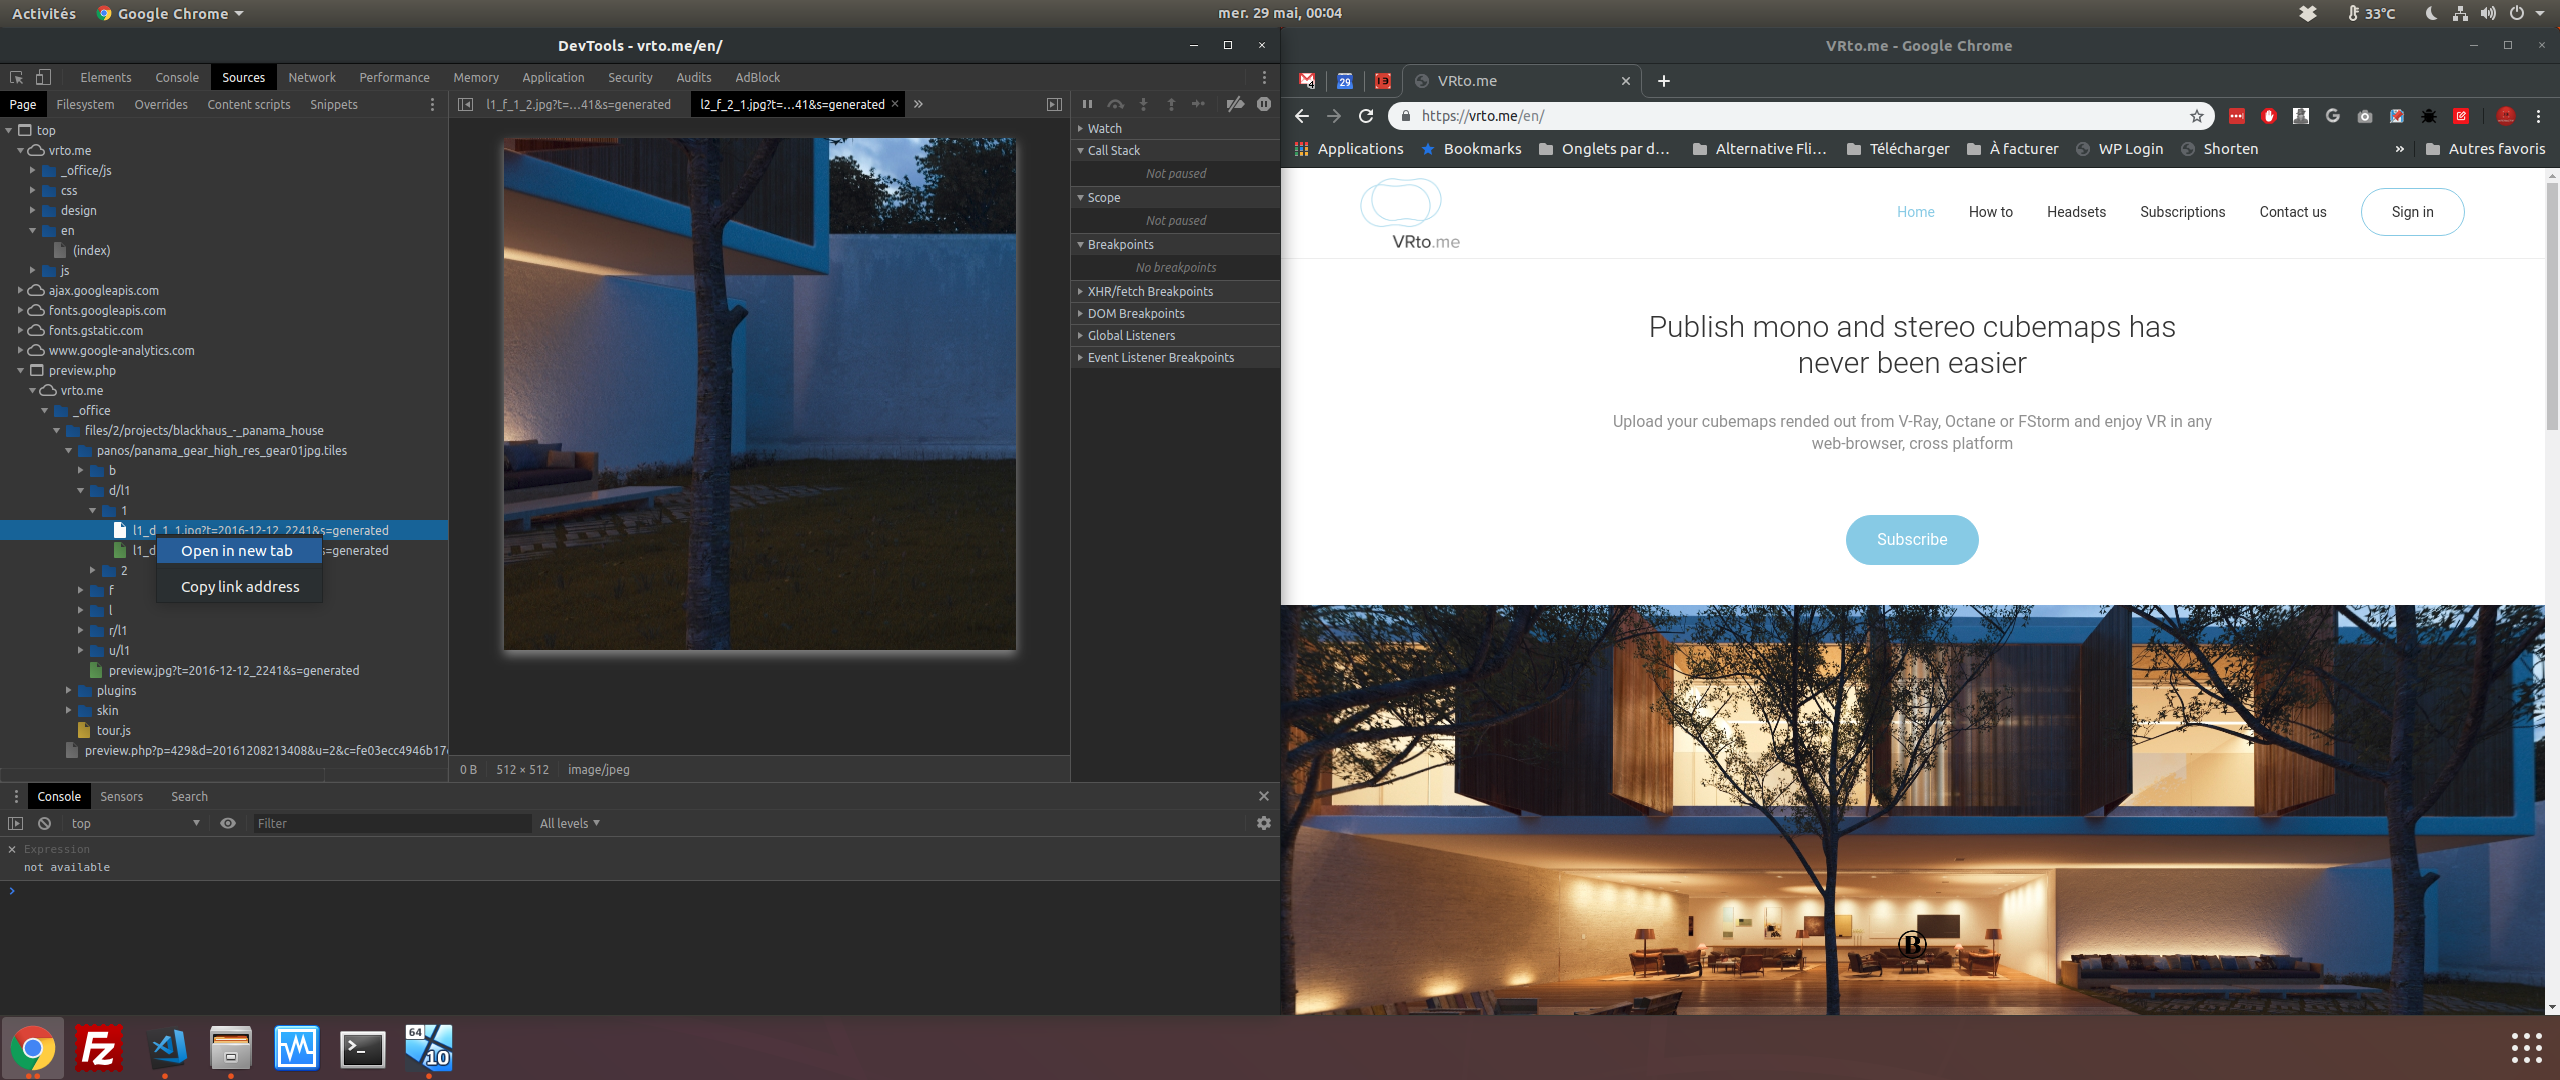 Activités
Google Chrome
mer. 29 mai, 00:04
33°C
DevTools - vrto.me/en/
Elements
Console
Sources
Network
Performance
Memory
Application
Security
Audits
AdBlock
Page
Filesystem
Overrides
Content scripts
Snippets
l1_f_1_2.jpg?t=…41&s=generated
l2_f_2_1.jpg?t=…41&s=generated
top
vrto.me
_office/js
css
design
en
(index)
js
ajax.googleapis.com
fonts.googleapis.com
fonts.gstatic.com
www.google-analytics.com
preview.php
vrto.me
_office
files/2/projects/blackhaus_-_panama_house
panos/panama_gear_high_res_gear01jpg.tiles
b
d/l1
1
l1_d_1_1.jpg?t=2016-12-12_2241&s=generated
l1_d
s=generated
Open in new tab
Copy link address
2
f
l
r/l1
u/l1
preview.jpg?t=2016-12-12_2241&s=generated
plugins
skin
tour.js
preview.php?p=429&d=20161208213408&u=2&c=fe03ecc4946b17
0 B
512 × 512
image/jpeg
Watch
Call Stack
Not paused
Scope
Not paused
Breakpoints
No breakpoints
XHR/fetch Breakpoints
DOM Breakpoints
Global Listeners
Event Listener Breakpoints
Console
Sensors
Search
top
Filter
All levels
Expression
not available
VRto.me - Google Chrome
4
29
VRto.me
https://vrto.me/en/
Applications
Bookmarks
Onglets par d…
Alternative Fli…
Télécharger
À facturer
WP Login
Shorten
»
Autres favoris
VRto.me
Home
How to
Headsets
Subscriptions
Contact us
Sign in
Publish mono and stereo cubemaps has
never been easier
Upload your cubemaps rended out from V-Ray, Octane or FStorm and enjoy VR in any
web-browser, cross platform
Subscribe
B
Fz
64
10